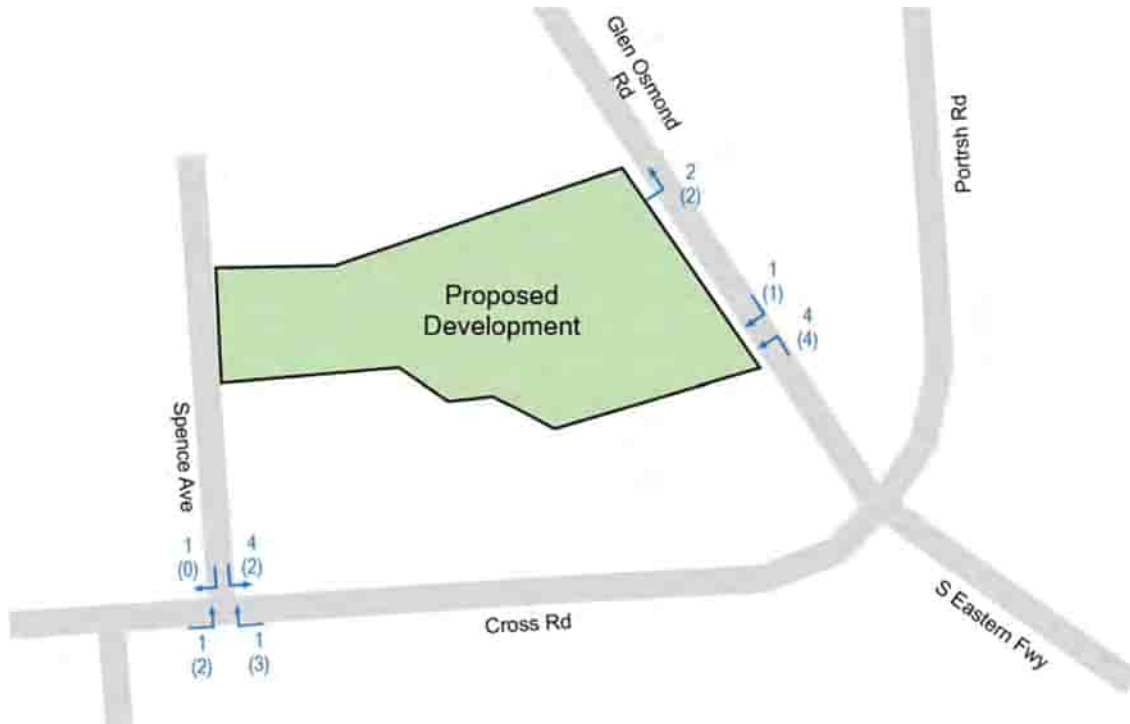 Glen Osmond
Rd
Portrsh Rd
2
(2)
1
(1)
4
(4)
Proposed
Development
Spence Ave
1
(0)
4
(2)
1
(2)
1
(3)
Cross Rd
S Eastern Fwy